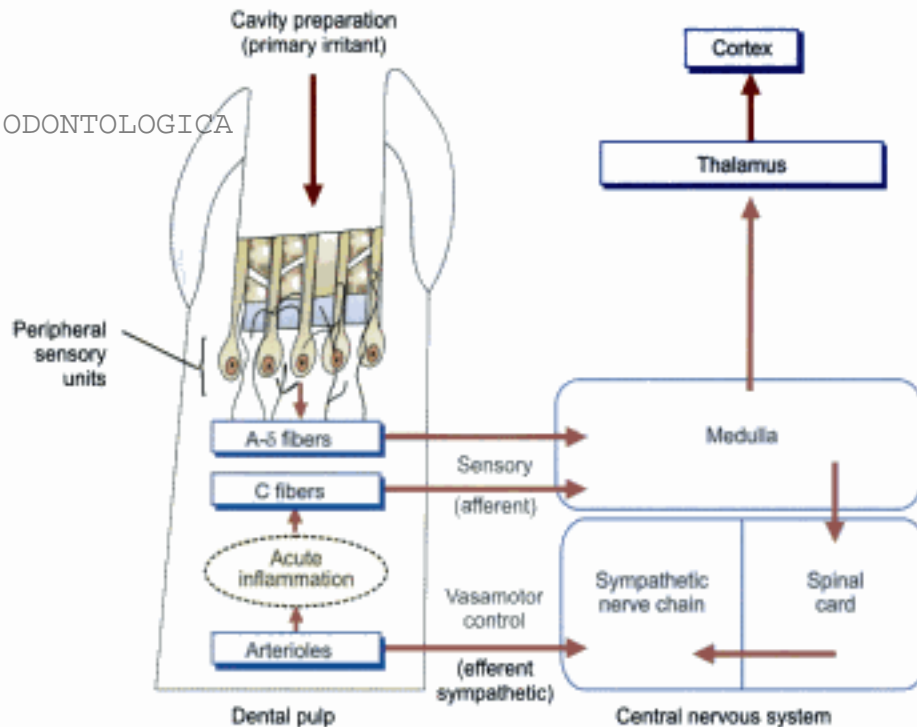 Cavity preparation
(primary irritant)
Cortex
ODONTOLOGICA
Thalamus
Peripheral
sensory
units
A-δ fibers
Medulla
Sensory
C fibers
(afferent)
Acute
inflammation
Vasamotor
control
Sympathetic
nerve chain
Spinal
card
Arterioles
(efferent
sympathetic)
Dental pulp
Central nervous system